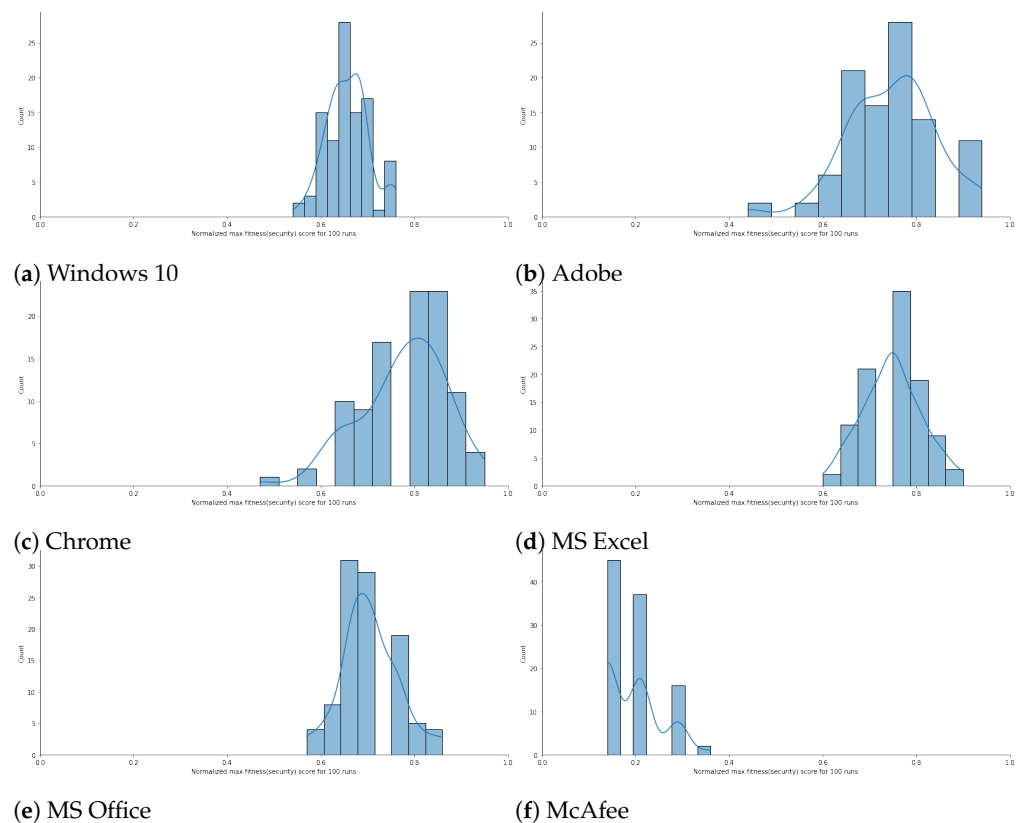 25
20
15
10
5
0
Count
0.0 0.2 0.4 0.6 0.8 1.0
Normalized max fitness(security) score for 100 runs
(a) Windows 10
25
20
15
10
5
0
Count
0.0 0.2 0.4 0.6 0.8 1.0
Normalized max fitness(security) score for 100 runs
(b) Adobe
20
15
10
5
0
Count
0.0 0.2 0.4 0.6 0.8 1.0
Normalized max fitness(security) score for 100 runs
(c) Chrome
35
30
25
20
15
10
5
0
Count
0.0 0.2 0.4 0.6 0.8 1.0
Normalized max fitness(security) score for 100 runs
(d) MS Excel
30
25
20
15
10
5
0
Count
0.0 0.2 0.4 0.6 0.8 1.0
Normalized max fitness(security) score for 100 runs
(e) MS Office
40
30
20
10
0
Count
0.0 0.2 0.4 0.6 0.8 1.0
Normalized max fitness(security) score for 100 runs
(f) McAfee